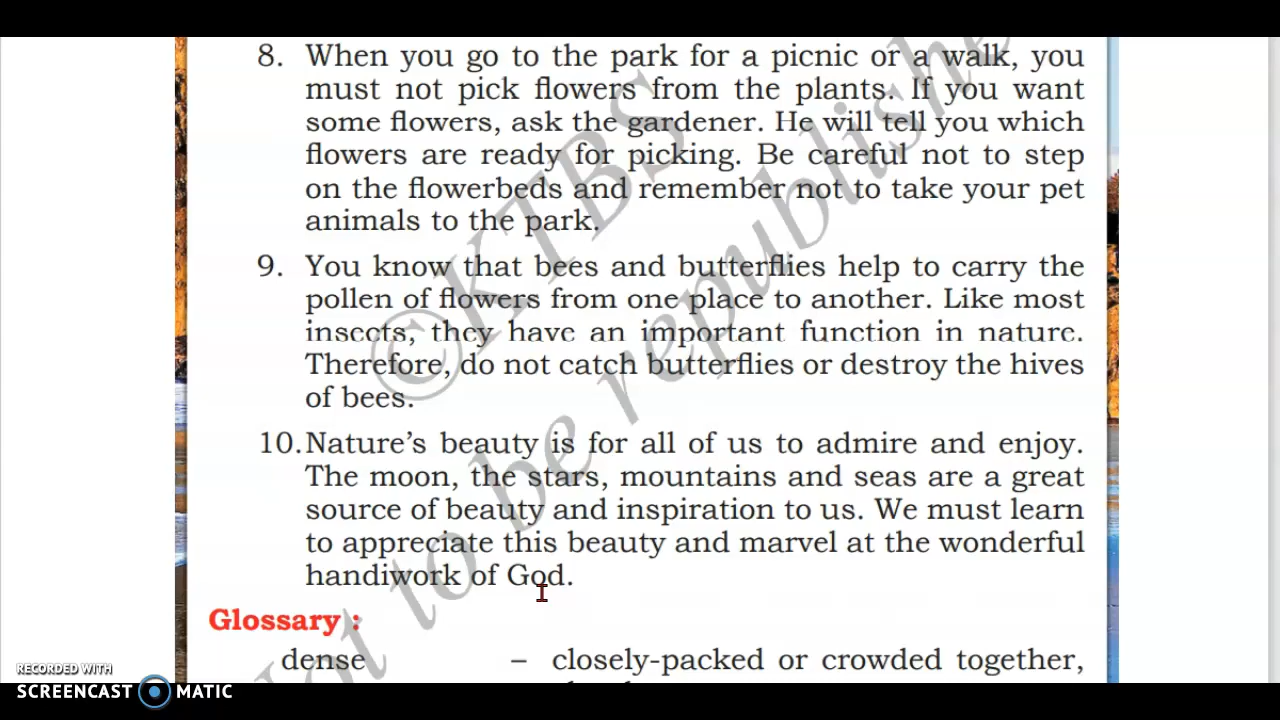 8. When you go to the park for a picnic or a walk, you
must not pick flowers from the plants. If you want
some flowers, ask the gardener. He will tell you which
flowers are ready for picking. Be careful not to step
on the flowerbeds and remember not to take your pet
animals to the park.
9. You know that bees and butterflies help to carry the
pollen of flowers from one place to another. Like most
insects, they have an important function in nature.
Therefore, do not catch butterflies or destroy the hives
of bees.
10. Nature's beauty is for all of us to admire and enjoy.
The moon, the stars, mountains and seas are a great
source of beauty and inspiration to us. We must learn
to appreciate this beauty and marvel at the wonderful
handiwork of God.
Glossary :
dense – closely-packed or crowded together,
©KTBS
Not to be republished
RECORDED WITH
SCREENCAST MATIC